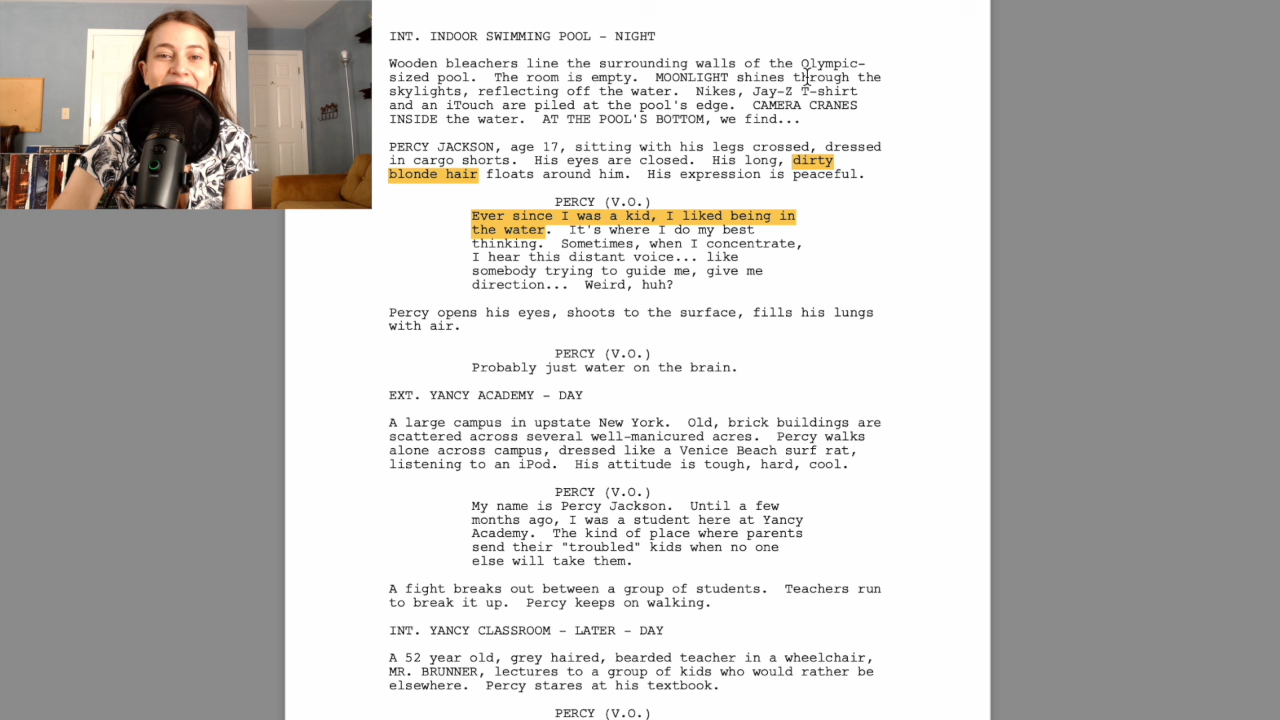 INT. INDOOR SWIMMING POOL - NIGHT
Wooden bleachers line the surrounding walls of the Olympic-
sized pool.  The room is empty.  MOONLIGHT shines through the
skylights, reflecting off the water.  Nikes, Jay-Z T-shirt
and an iTouch are piled at the pool's edge.  CAMERA CRANES
INSIDE the water.  AT THE POOL'S BOTTOM, we find...
PERCY JACKSON, age 17, sitting with his legs crossed, dressed
in cargo shorts.  His eyes are closed.  His long, dirty
blonde hair floats around him.  His expression is peaceful.
PERCY (V.O.)
Ever since I was a kid, I liked being in
the water.  It's where I do my best
thinking.  Sometimes, when I concentrate,
I hear this distant voice... like
somebody trying to guide me, give me
direction...  Weird, huh?
Percy opens his eyes, shoots to the surface, fills his lungs
with air.
PERCY (V.O.)
Probably just water on the brain.
EXT. YANCY ACADEMY - DAY
A large campus in upstate New York.  Old, brick buildings are
scattered across several well-manicured acres.  Percy walks
alone across campus, dressed like a Venice Beach surf rat,
listening to an iPod.  His attitude is tough, hard, cool.
PERCY (V.O.)
My name is Percy Jackson.  Until a few
months ago, I was a student here at Yancy
Academy.  The kind of place where parents
send their "troubled" kids when no one
else will take them.
A fight breaks out between a group of students.  Teachers run
to break it up.  Percy keeps on walking.
INT. YANCY CLASSROOM - LATER - DAY
A 52 year old, grey haired, bearded teacher in a wheelchair,
MR. BRUNNER, lectures to a group of kids who would rather be
elsewhere.  Percy stares at his textbook.
PERCY (V.O.)